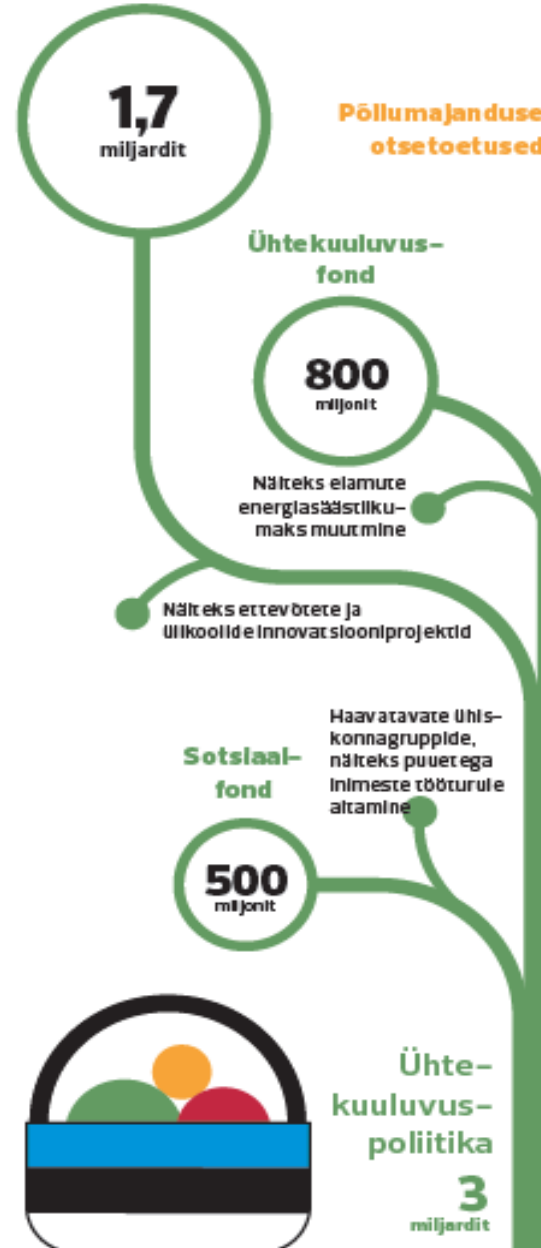 1,7
miljardit
Põllumajanduse
otsetoetused
Ühtekuuluvus-
fond
800
miljonit
Näiteks elamute
energiasäästliku-
maks muutmine
Näiteks ettevõtete ja
ülikoolide innovatsiooniprojektid
Haavatavate ühis-
konnagruppide,
näiteks puuetega
inimeste tööturule
aitamine
Sotsiaal-
fond
500
miljonit
Ühte-
kuuluvus-
poliitika
3
miljardit